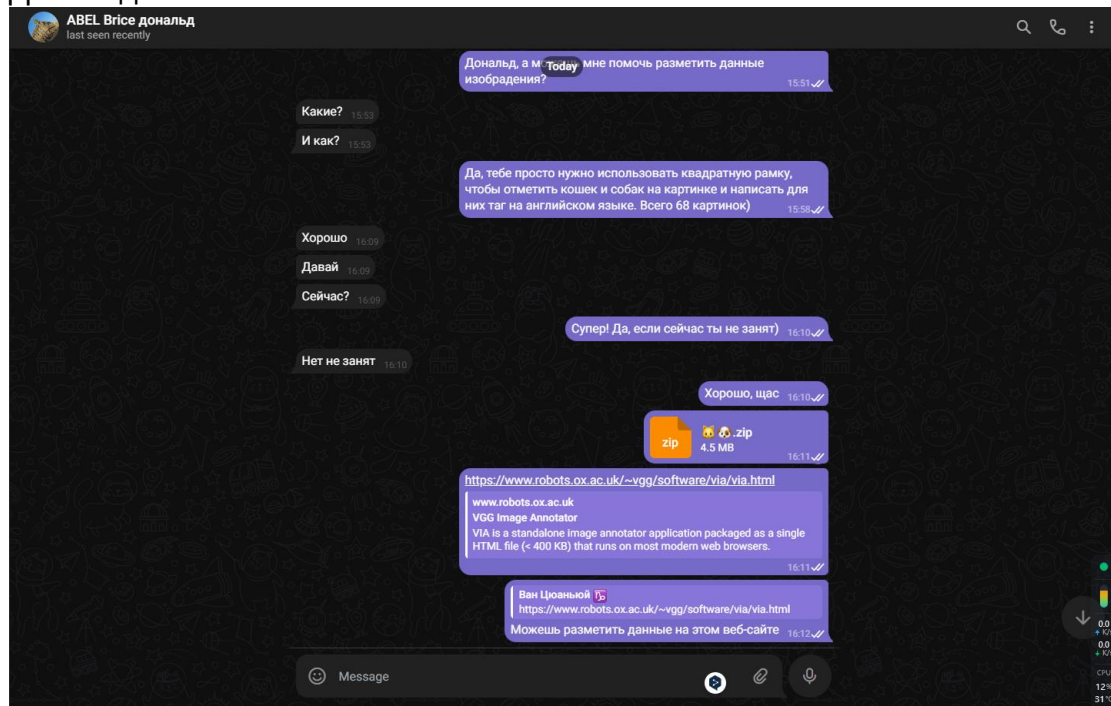 ABEL Brice дональд
last seen recently
Today
Дональд, а мне помочь разметить данные
изобрадения?
15:51
Какие? 15:53
И как? 15:53
Да, тебе просто нужно использовать квадратную рамку,
чтобы отметить кошек и собак на картинке и написать для
них таг на английском языке. Всего 68 картинок)
15:58
Хорошо 16:09
Давай 16:09
Сейчас? 16:09
Супер! Да, если сейчас ты не занят) 16:10
Нет не занят 16:10
Хорошо, щас 16:10
zip
🐱🐶.zip
4.5 MB
16:11
https://www.robots.ox.ac.uk/~vgg/software/via/via.html
www.robots.ox.ac.uk
VGG Image Annotator
VIA is a standalone image annotator application packaged as a single
HTML file (< 400 KB) that runs on most modern web browsers.
16:11
Ван Цюаньюй ♑
https://www.robots.ox.ac.uk/~vgg/software/via/via.html
Можешь разметить данные на этом веб-сайте 16:12
Message
0.0
0.0
CPU
12%